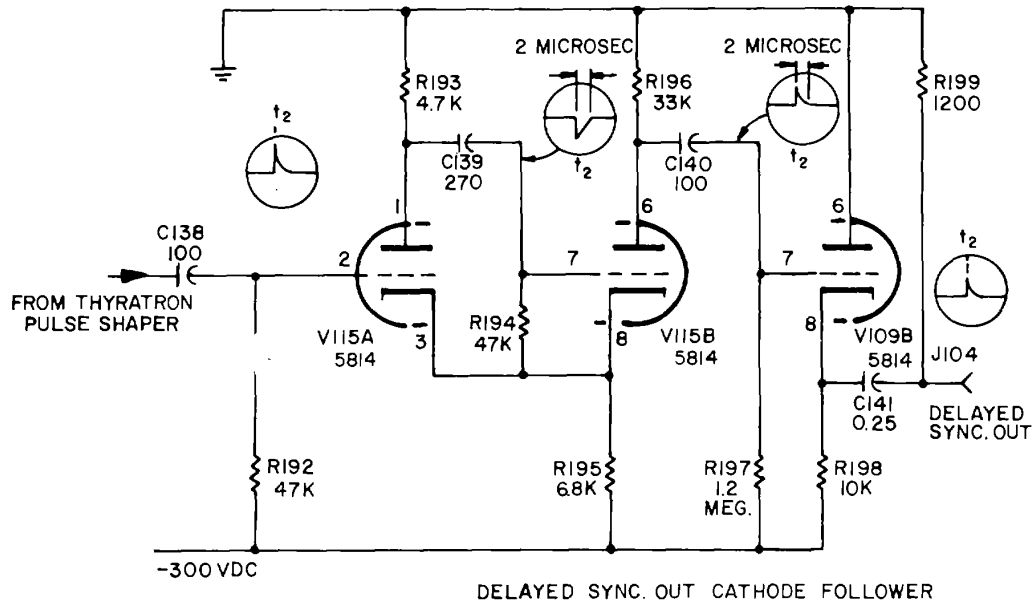 2 MICROSEC
2 MICROSEC
R193
4.7K
R196
33K
R199
1200
t2
t2
t2
C139
270
C140
100
C138
100
1
6
6
2
7
7
t2
FROM THYRATRON
PULSE SHAPER
V115A
5814
3
R194
47K
8
V115B
5814
8
V109B
5814
J104
C141
0.25
DELAYED
SYNC. OUT
R192
47K
R195
6.8K
R197
1.2
MEG.
R198
10K
-300 VDC
DELAYED SYNC. OUT CATHODE FOLLOWER